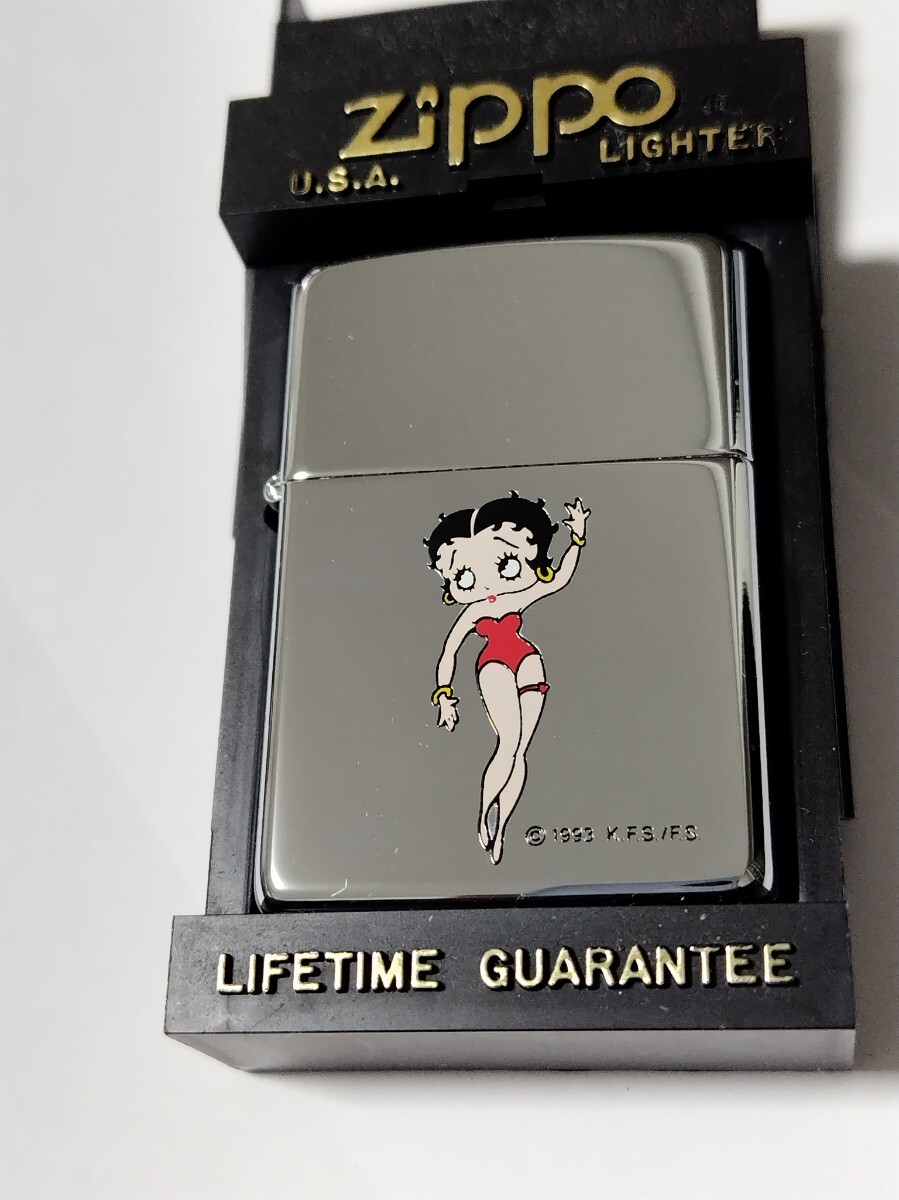 Zippo
U.S.A. LIGHTER
© 1993 K.F.S./F.S.
LIFETIME GUARANTEE